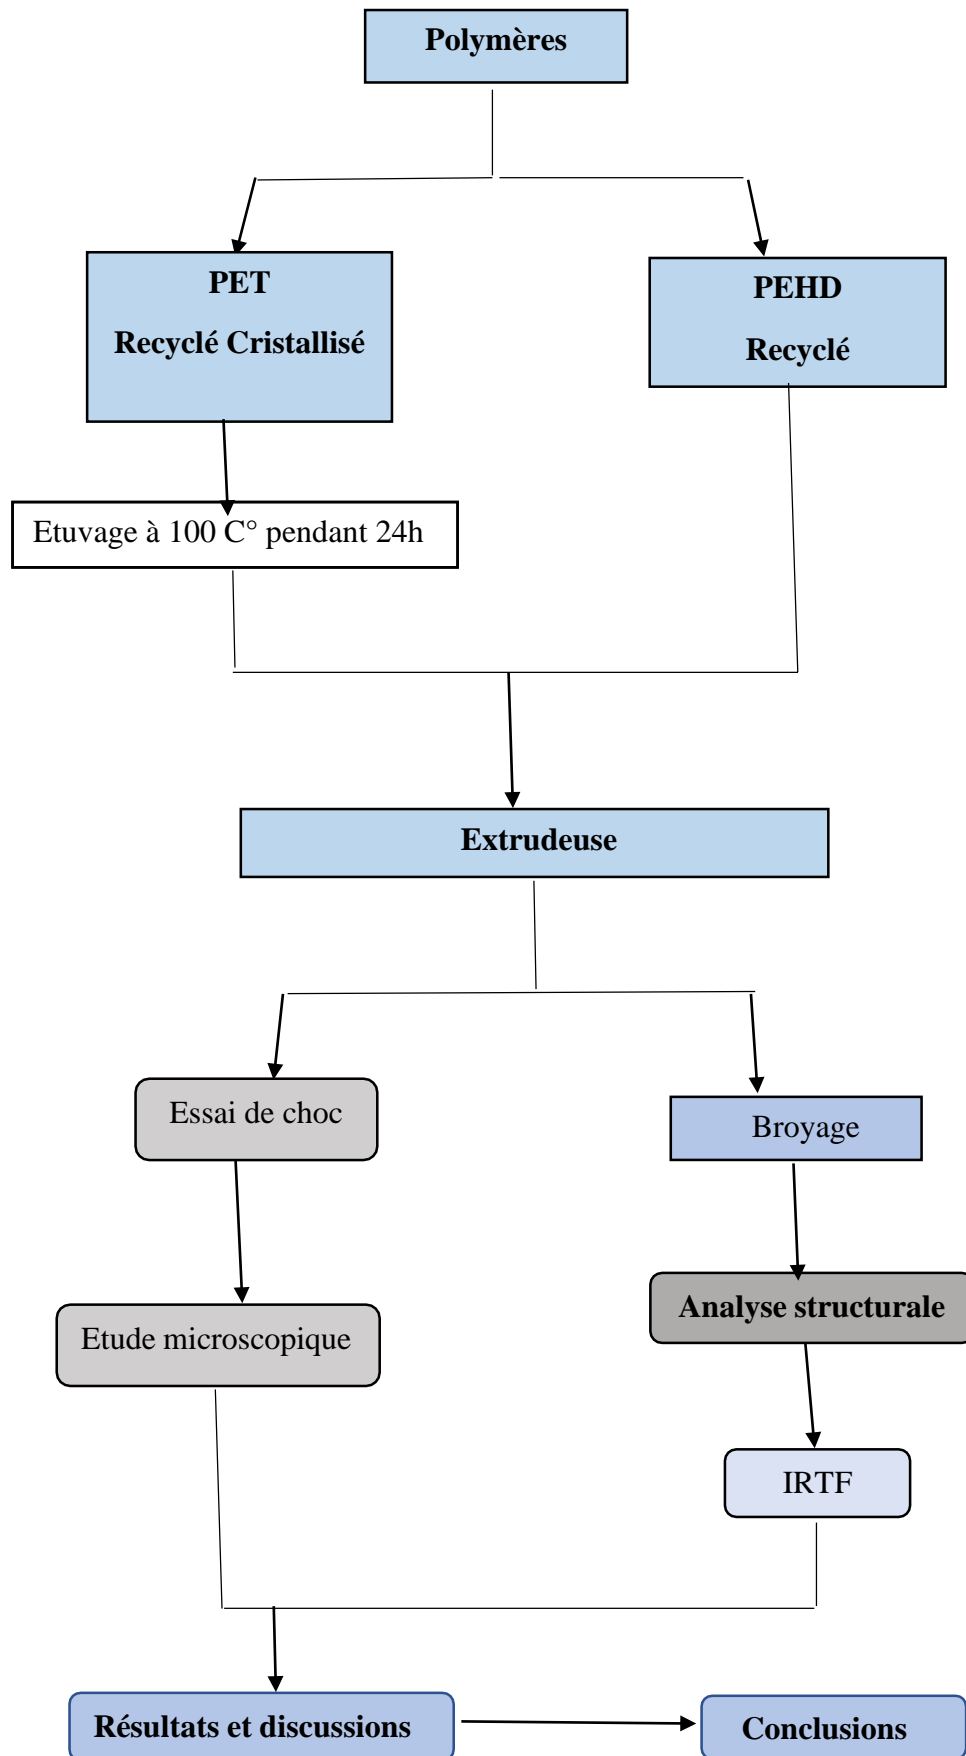 Polymères
PET
Recyclé Cristallisé
PEHD
Recyclé
Etuvage à 100 C° pendant 24h
Extrudeuse
Essai de choc
Broyage
Analyse structurale
Etude microscopique
IRTF
Résultats et discussions
Conclusions